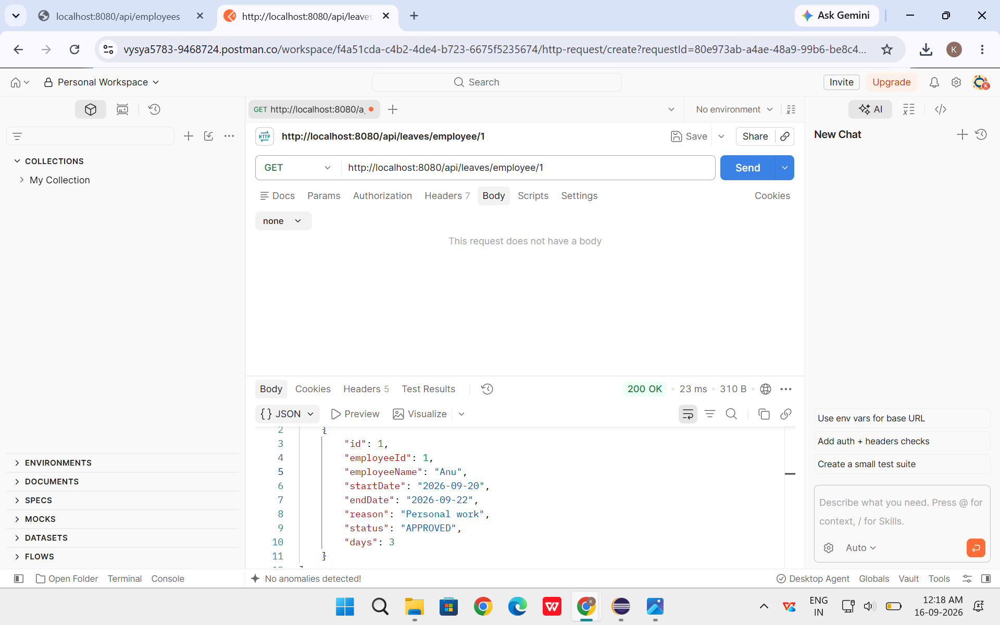 localhost:8080/api/employees
http://localhost:8080/api/leaves
Ask Gemini
vysya5783-9468724.postman.co/workspace/f4a51cda-c4b2-4de4-b723-6675f5235674/http-request/create?requestId=80e973ab-a4ae-48a9-99b6-be8c4...
K
Personal Workspace
Search
Invite
Upgrade
K
GET http://localhost:8080/a
No environment
AI
HTTP
http://localhost:8080/api/leaves/employee/1
Save
Share
New Chat
COLLECTIONS
My Collection
GET
http://localhost:8080/api/leaves/employee/1
Send
Docs
Params
Authorization
Headers 7
Body
Scripts
Settings
Cookies
none
This request does not have a body
Body
Cookies
Headers 5
Test Results
200 OK
23 ms
310 B
{} JSON
Preview
Visualize
2 {
3 "id": 1,
4 "employeeId": 1,
5 "employeeName": "Anu",
6 "startDate": "2026-09-20",
7 "endDate": "2026-09-22",
8 "reason": "Personal work",
9 "status": "APPROVED",
10 "days": 3
11 }
Use env vars for base URL
Add auth + headers checks
Create a small test suite
Describe what you need. Press @ for
context, / for Skills.
Auto
ENVIRONMENTS
DOCUMENTS
SPECS
MOCKS
DATASETS
FLOWS
Open Folder
Terminal
Console
No anomalies detected!
Desktop Agent
Globals
Vault
Tools
K
ENG
IN
12:18 AM
16-09-2026